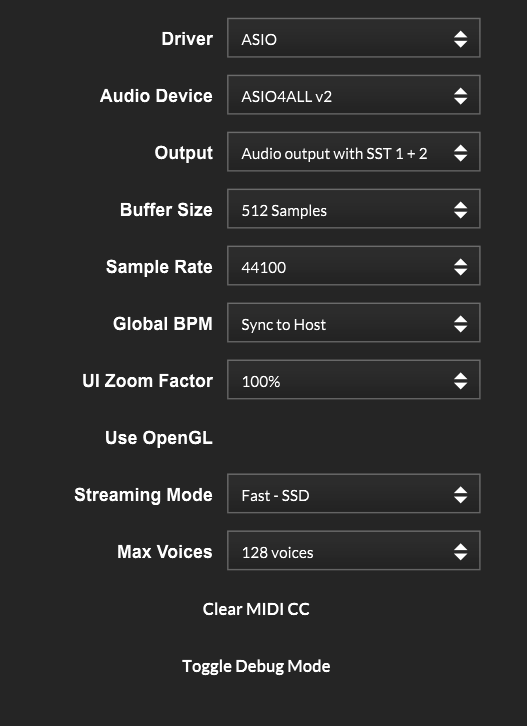 Driver ASIO
Audio Device ASIO4ALL v2
Output Audio output with SST 1 + 2
Buffer Size 512 Samples
Sample Rate 44100
Global BPM Sync to Host
UI Zoom Factor 100%
Use OpenGL
Streaming Mode Fast - SSD
Max Voices 128 voices
Clear MIDI CC
Toggle Debug Mode